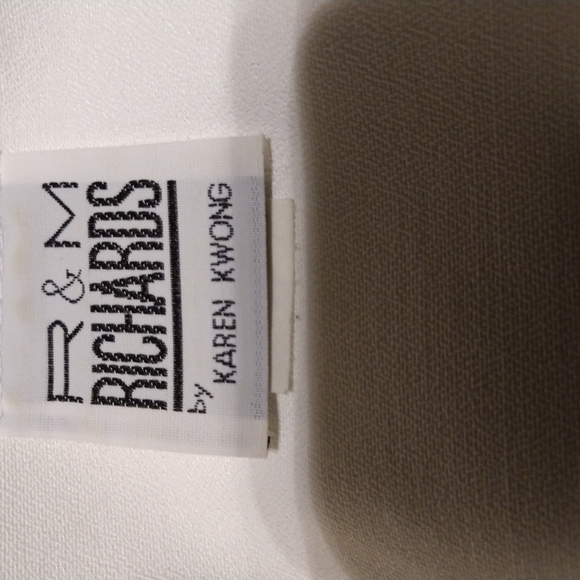 R & M
RICHARDS
by
KAREN KWONG